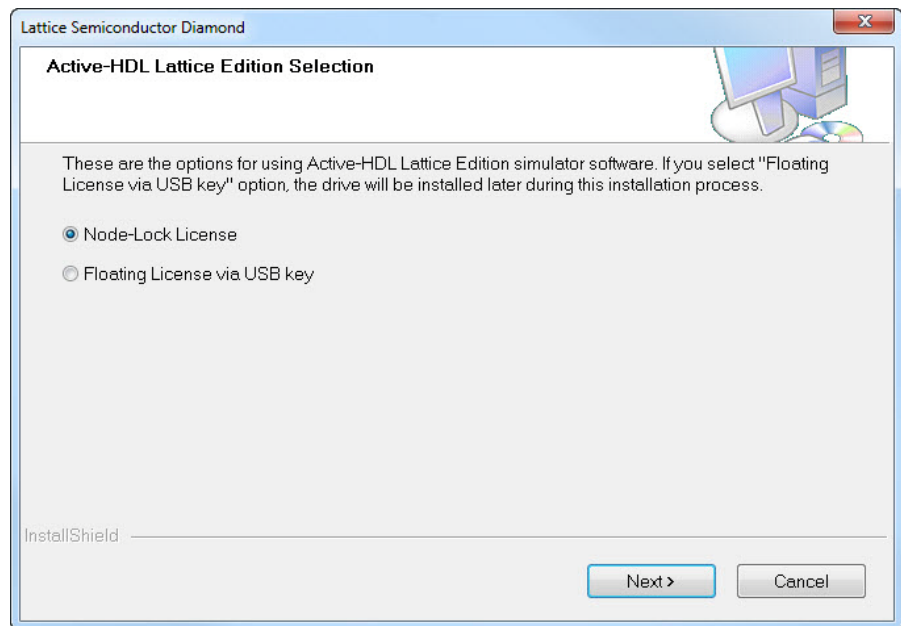 Lattice Semiconductor Diamond
Active-HDL Lattice Edition Selection
These are the options for using Active-HDL Lattice Edition simulator software. If you select "Floating
License via USB key" option, the drive will be installed later during this installation process.
Node-Lock License
Floating License via USB key
InstallShield
Next >
Cancel